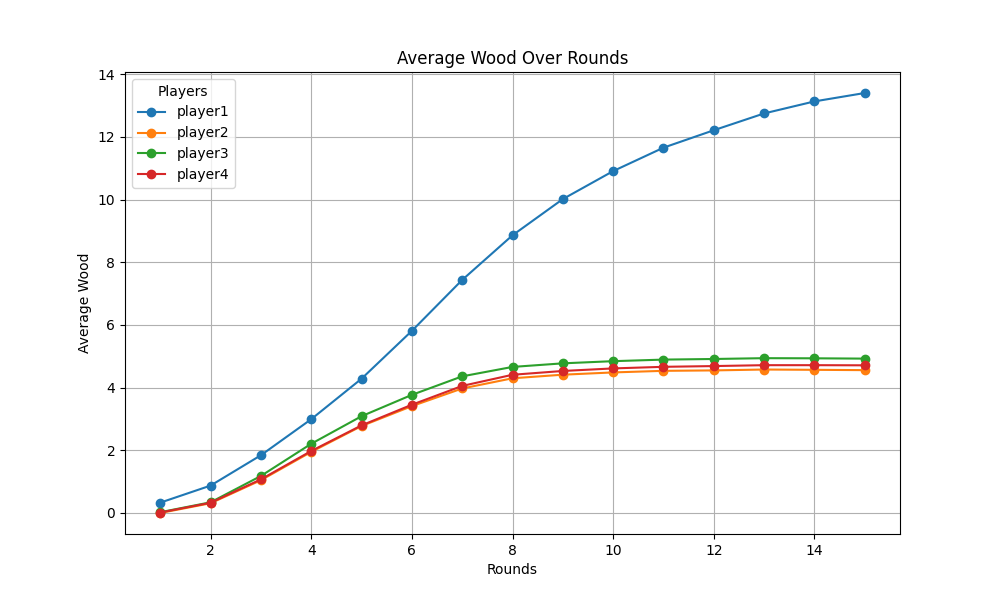 Average Wood Over Rounds
Players
player1
player2
player3
player4
Average Wood
14
12
10
8
6
4
2
0
2 4 6 8 10 12 14
Rounds